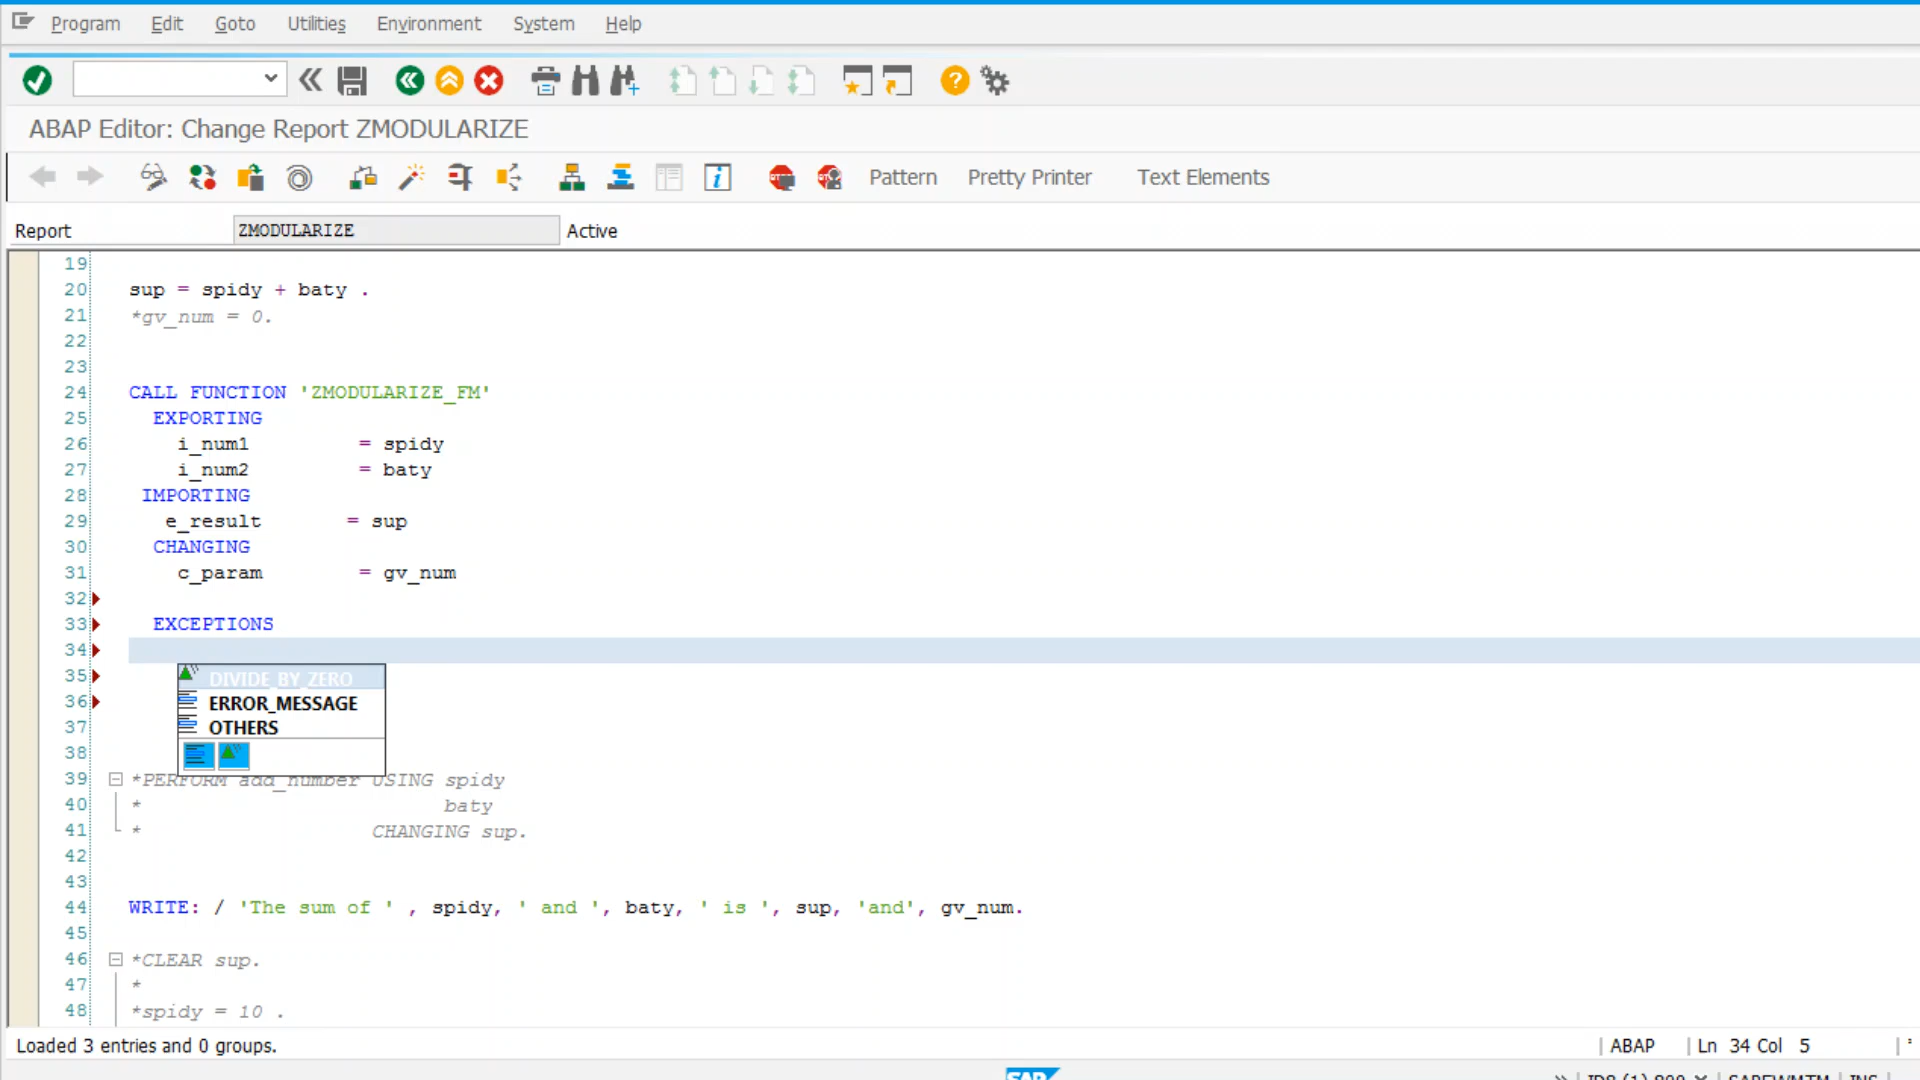 Program Edit Goto Utilities Environment System Help
ABAP Editor: Change Report ZMODULARIZE
Pattern Pretty Printer Text Elements
Report ZMODULARIZE Active
19
20 sup = spidy + baty .
21 *gv_num = 0.
22
23
24 CALL FUNCTION 'ZMODULARIZE_FM'
25 EXPORTING
26 i_num1 = spidy
27 i_num2 = baty
28 IMPORTING
29 e_result = sup
30 CHANGING
31 c_param = gv_num
32
33 EXCEPTIONS
34
35 DIVIDE_BY_ZERO
36 ERROR_MESSAGE
37 OTHERS
38
39 *PERFORM add_number USING spidy
40 * baty
41 * CHANGING sup.
42
43
44 WRITE: / 'The sum of ' , spidy, ' and ', baty, ' is ', sup, 'and', gv_num.
45
46 *CLEAR sup.
47 *
48 *spidy = 10 .
Loaded 3 entries and 0 groups.
ABAP Ln 34 Col 5
SAP